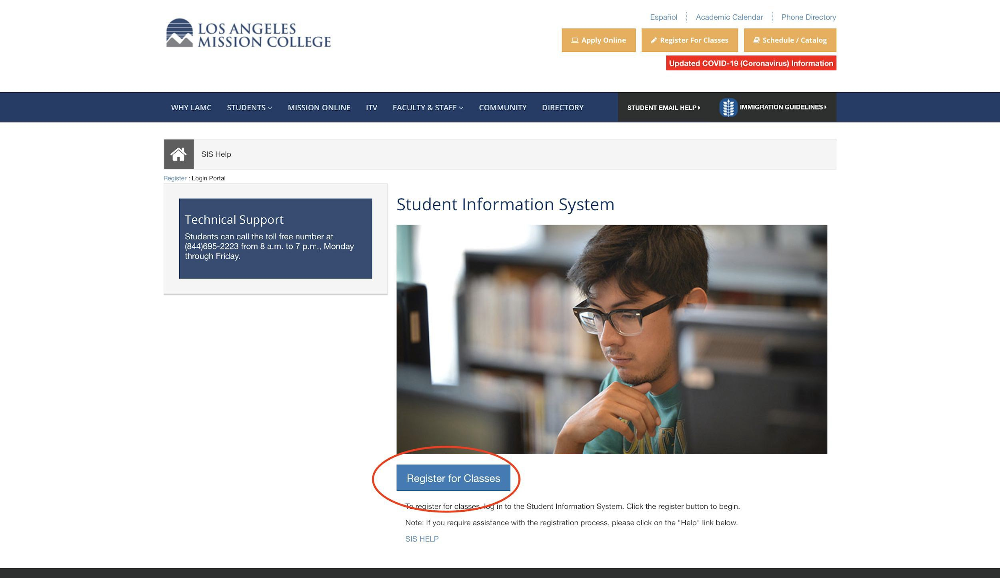 Español
Academic Calendar
Phone Directory
LOS ANGELES
MISSION COLLEGE
Apply Online
Register For Classes
Schedule / Catalog
Updated COVID-19 (Coronavirus) Information
WHY LAMC
STUDENTS
MISSION ONLINE
ITV
FACULTY & STAFF
COMMUNITY
DIRECTORY
STUDENT EMAIL HELP
IMMIGRATION GUIDELINES
SIS Help
Register : Login Portal
Technical Support
Students can call the toll free number at
(844)695-2223 from 8 a.m. to 7 p.m., Monday
through Friday.
Student Information System
Register for Classes
To register for classes, log in to the Student Information System. Click the register button to begin.
Note: If you require assistance with the registration process, please click on the "Help" link below.
SIS HELP